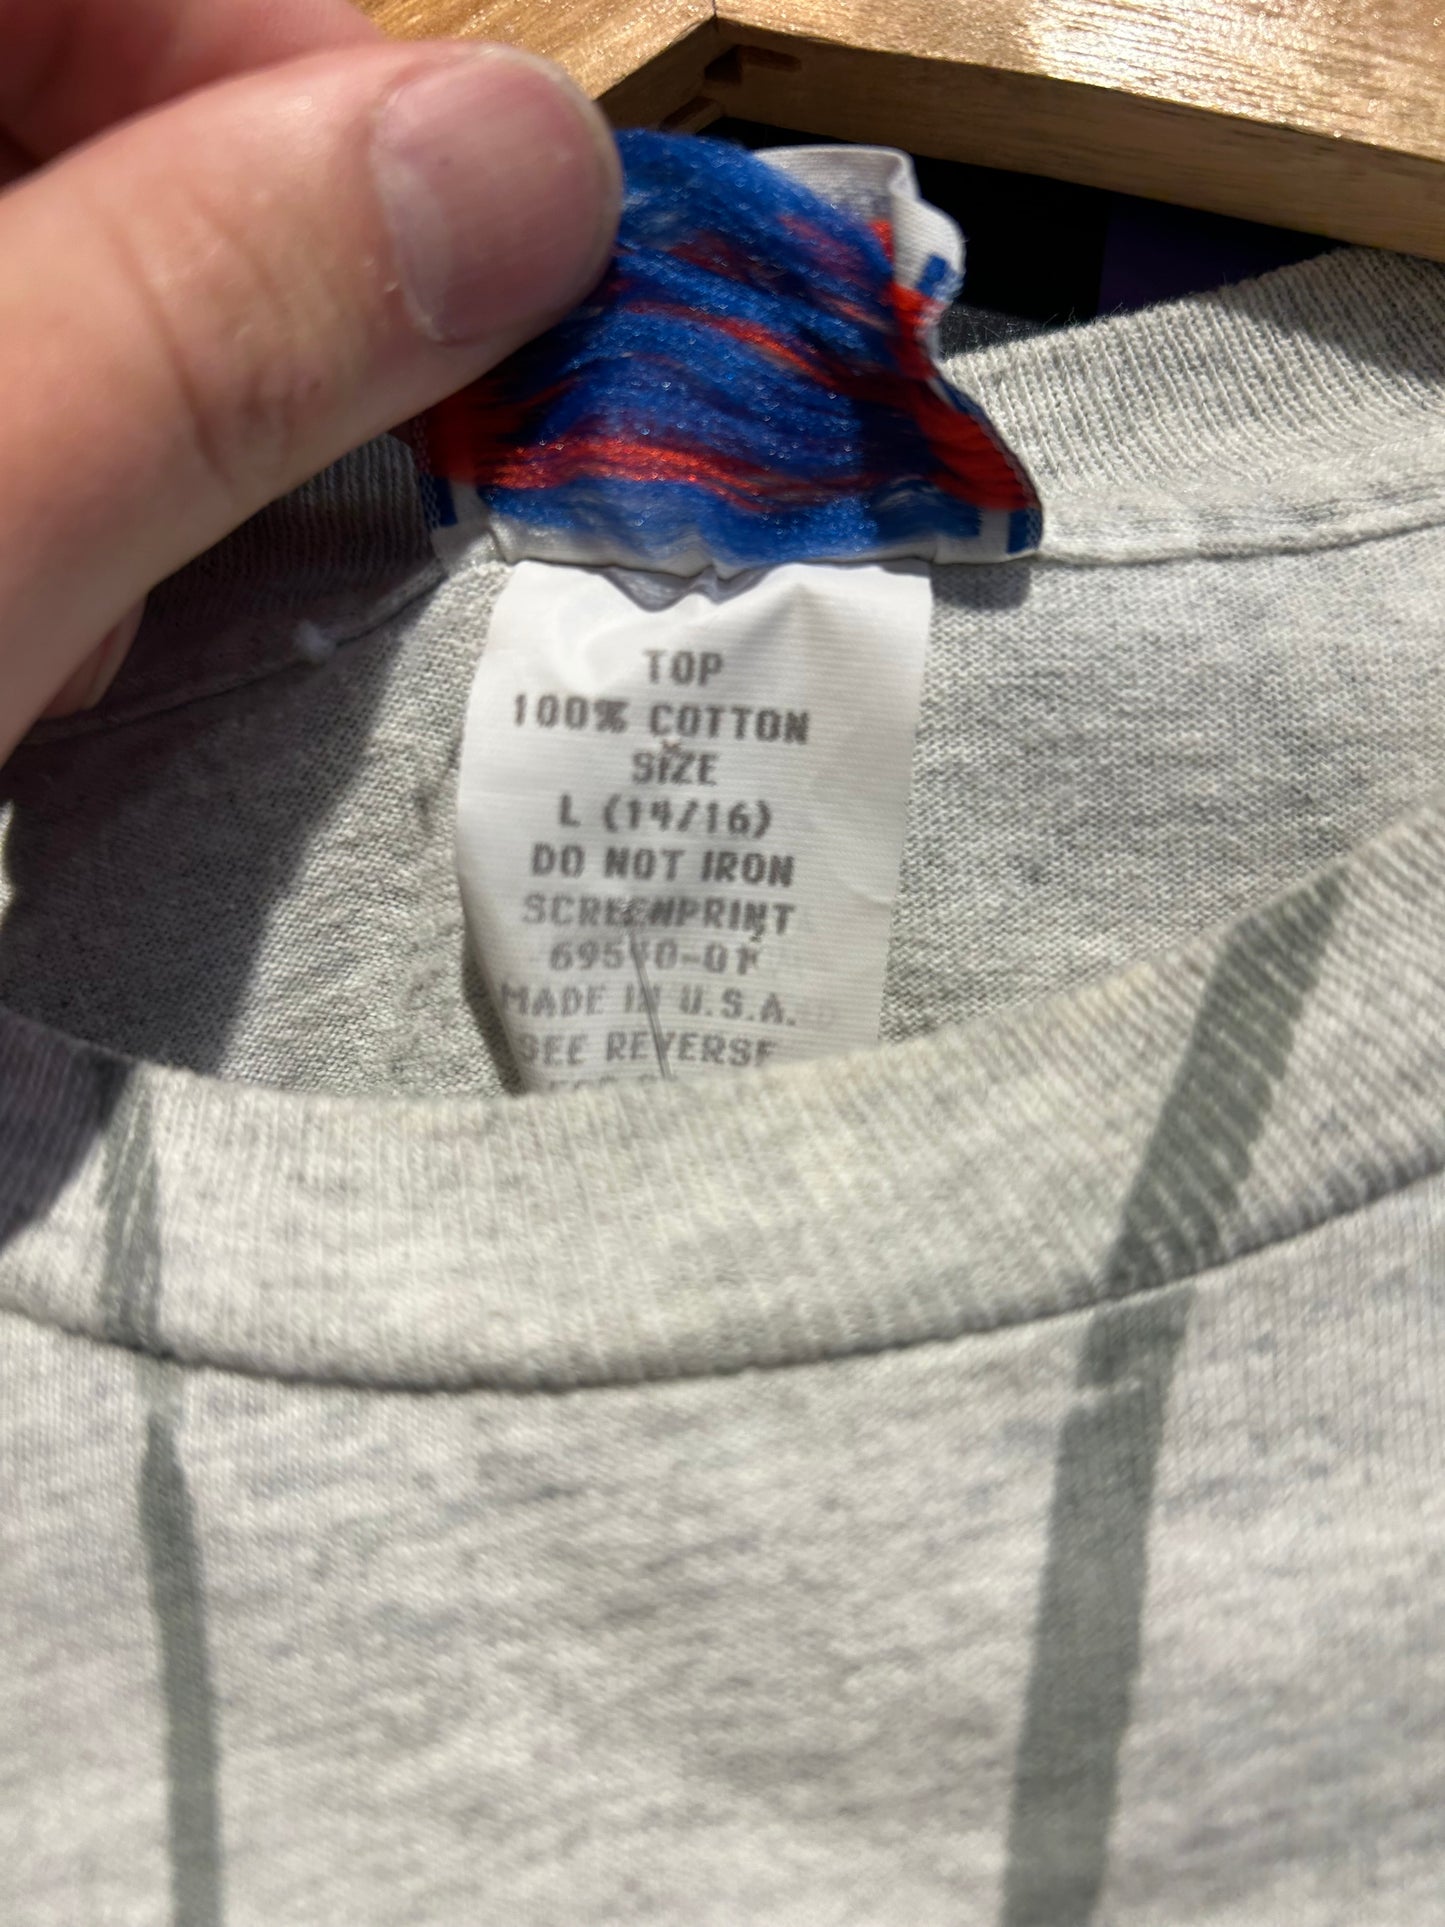 TOP
100% COTTON
SIZE
L (14/16)
DO NOT IRON
SCREENPRINT
MADE IN U.S.A.
SEE REVERSE